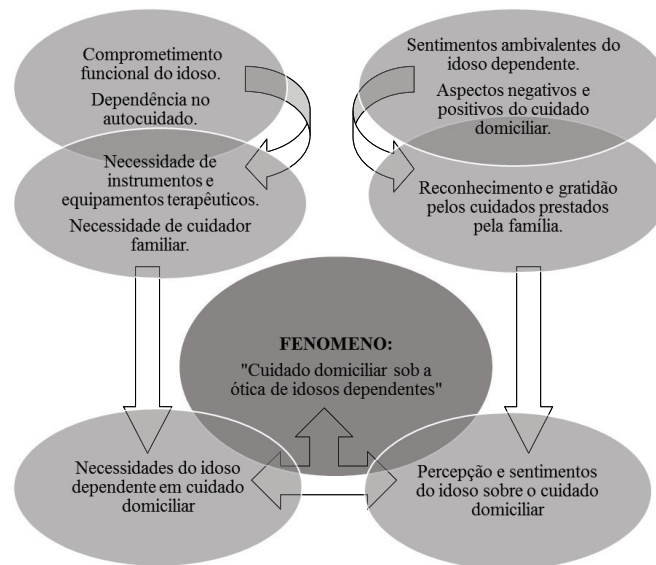 Comprometimento
funcional do idoso.
Dependência no
autocuidado.
Necessidade de
instrumentos e
equipamentos terapêuticos.
Necessidade de cuidador
familiar.
Sentimentos ambivalentes do
idoso dependente.
Aspectos negativos e
positivos do cuidado
domiciliar.
Reconhecimento e gratidão
pelos cuidados prestados
pela família.
FENOMENO:
"Cuidado domiciliar sob a
ótica de idosos dependentes"
Necessidades do idoso
dependente em cuidado
domiciliar
Percepção e sentimentos
do idoso sobre o cuidado
domiciliar